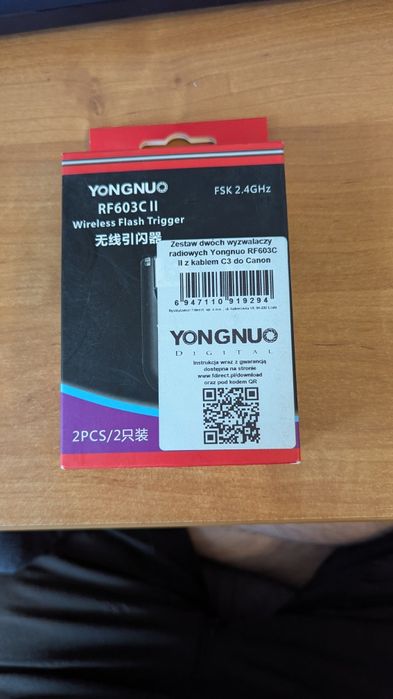 YONGNUO
FSK 2.4GHz
RF603C II
Wireless Flash Trigger
无线引闪器
Zestaw dwóch wyzwalaczy
radiowych Yongnuo RF603C
II z kablem C3 do Canon
6 947110 919294
YONGNUO
DIGITAL
Instrukcja wraz z gwarancją
dostępna na stronie
www.fdirect.pl/download
oraz pod kodem QR
2PCS/2只装